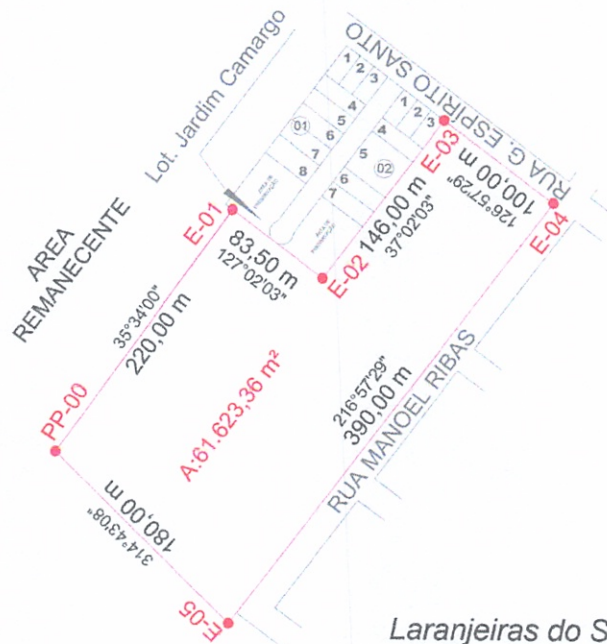 RUA G. ESPÍRITO SANTO
Lot. Jardim Camargo
1
2
3
4
5
6
7
8
01
1
2
3
4
5
6
7
02
E-03
100,00 m
126°57'29"
E-04
146,00 m
37°02'03"
E-01
83,50 m
127°02'03"
E-02
AREA
REMANECENTE
35°34'00"
220,00 m
PP-00
A:61.623,36 m²
216°57'29"
390,00 m
RUA MANOEL RIBAS
180,00 m
314°43'08"
E-05
Laranjeiras do S